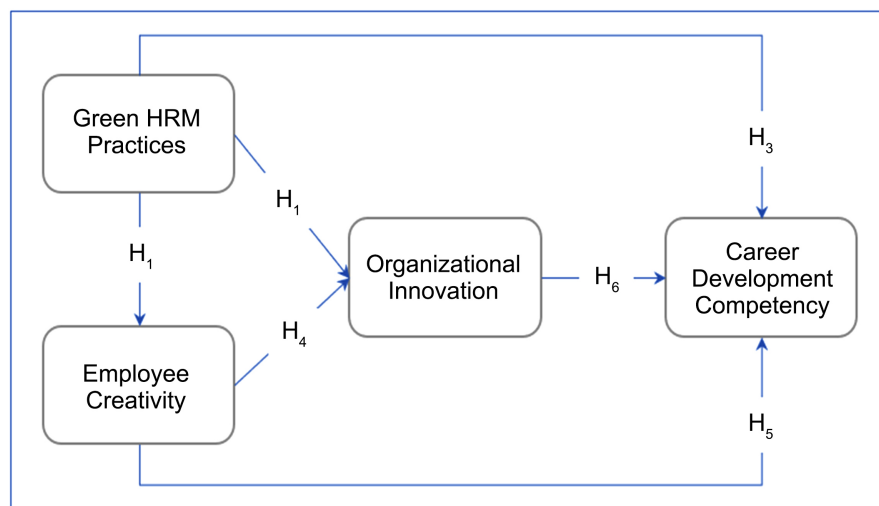 Green HRM
Practices
H₃
H₁
H₁
Organizational
Innovation
H₆
Career
Development
Competency
H₄
Employee
Creativity
H₅